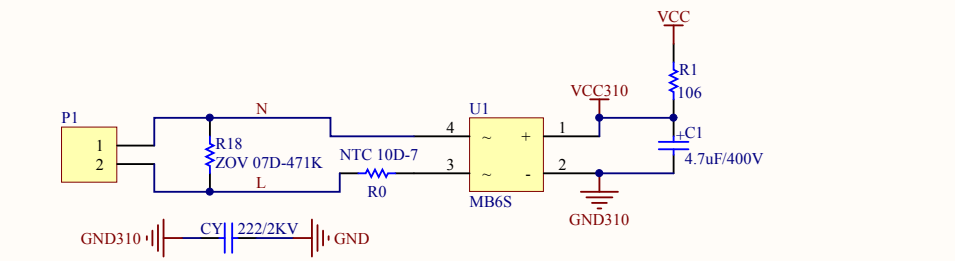 VCC
R1
106
VCC310
P1
N
U1
1
2
R18
ZOV 07D-471K
NTC 10D-7
4
3
~ +
~ -
1
2
+
C1
4.7uF/400V
L
R0
MB6S
GND310
GND310
CY
222/2KV
GND